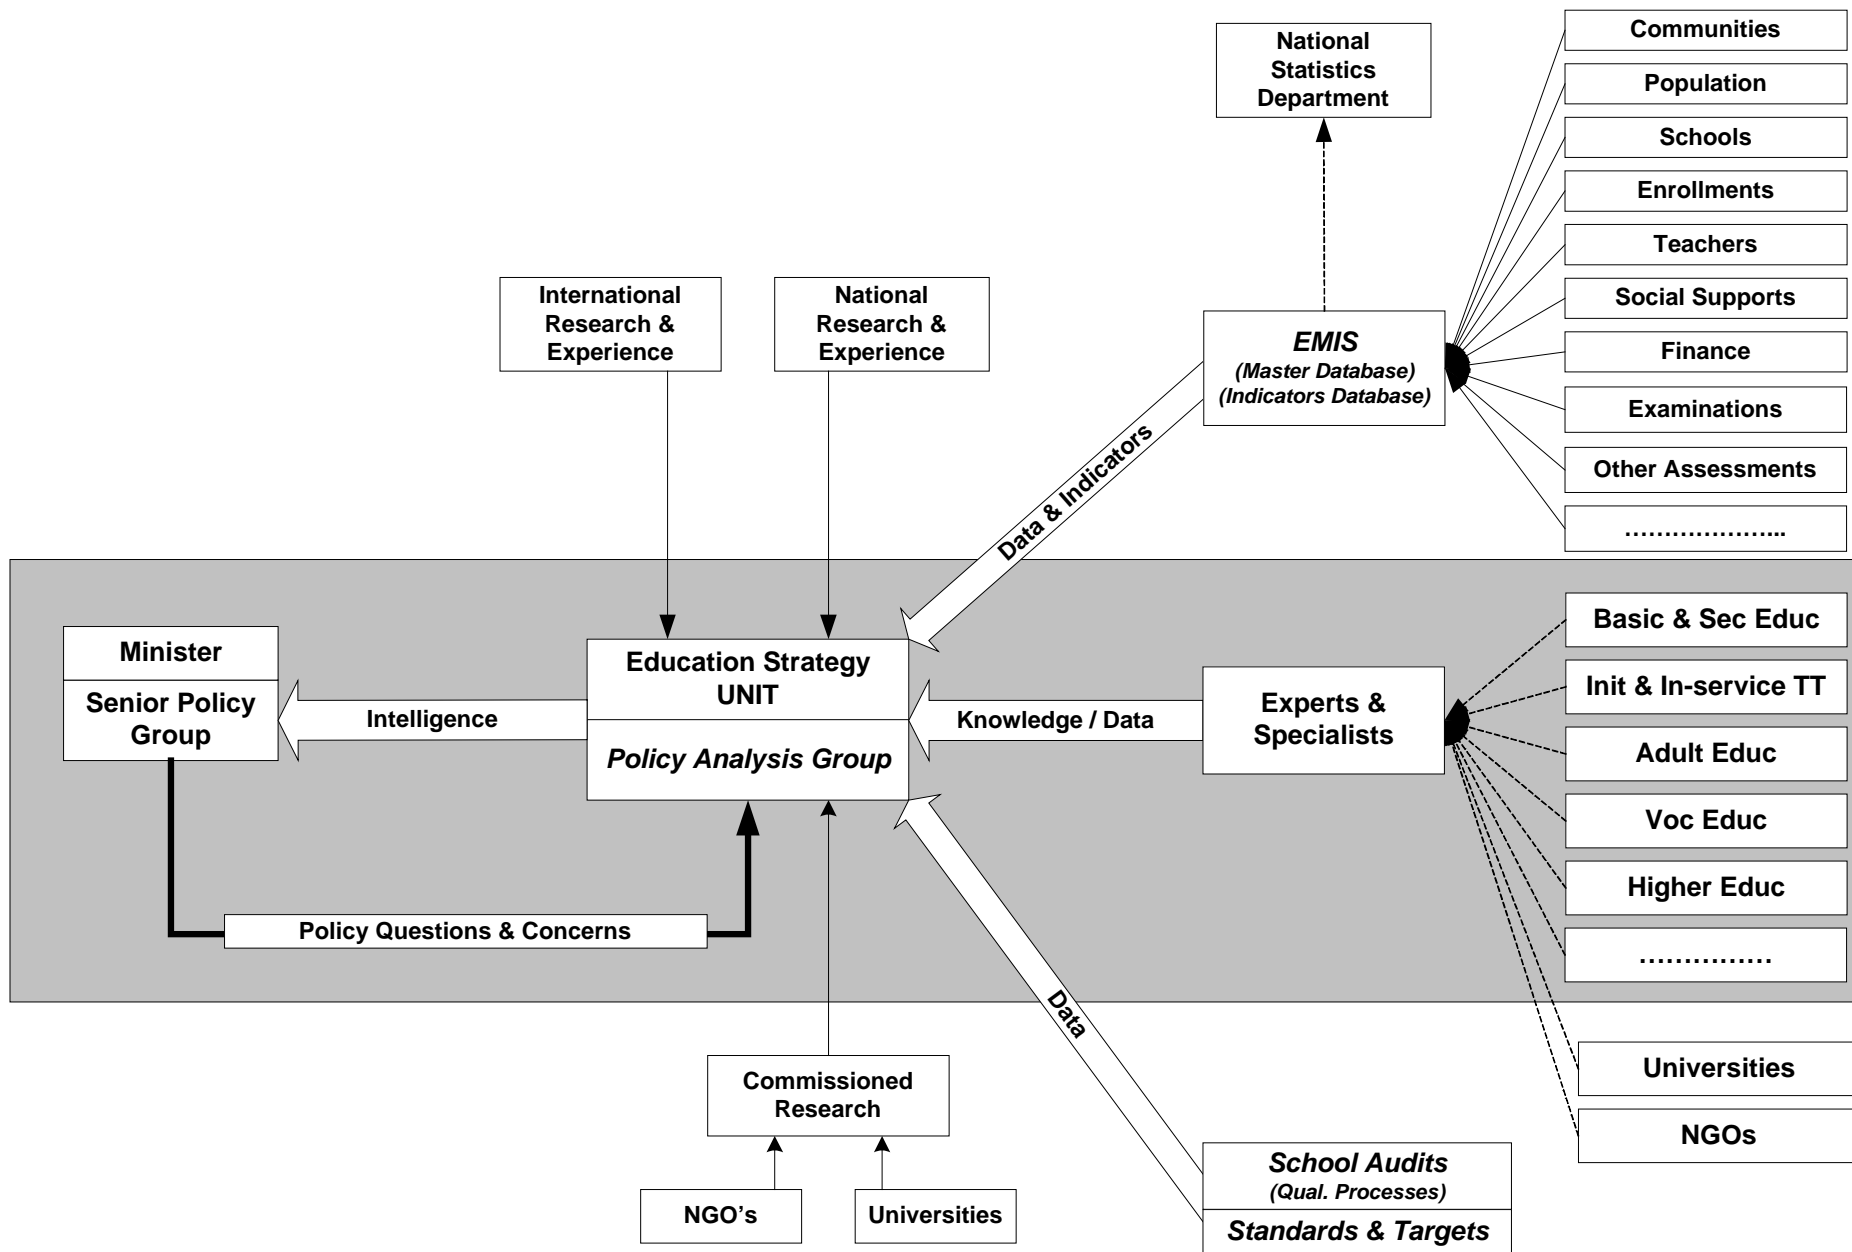 National
Statistics
Department
Communities
Population
Schools
Enrollments
Teachers
Social Supports
Finance
Examinations
Other Assessments
………………...
International
Research &
Experience
National
Research &
Experience
EMIS
(Master Database)
(Indicators Database)
Data & Indicators
Minister
Senior Policy
Group
Intelligence
Education Strategy
UNIT
Policy Analysis Group
Knowledge / Data
Experts &
Specialists
Basic & Sec Educ
Init & In-service TT
Adult Educ
Voc Educ
Higher Educ
……………
Policy Questions & Concerns
Data
Universities
NGOs
Commissioned
Research
NGO's
Universities
School Audits
(Qual. Processes)
Standards & Targets